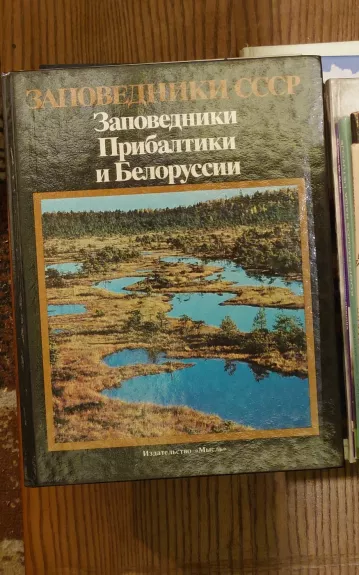 ЗАПОВЕДНИКИ СССР
Заповедники
Прибалтики
и Белоруссии
Издательство «Мысль»